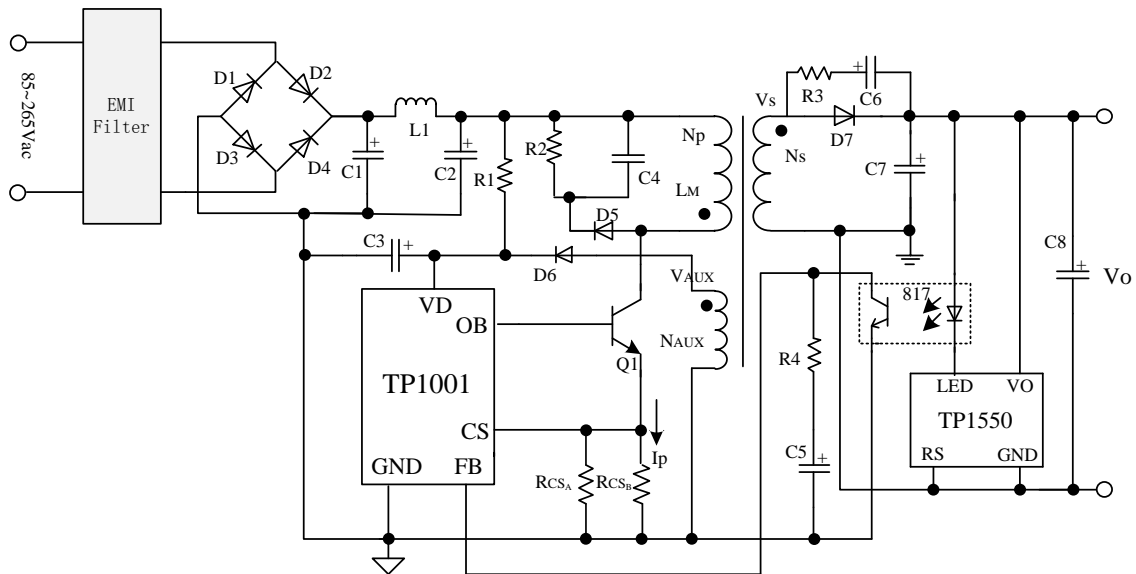 85~265Vac
EMI
Filter
D1
D2
D3
D4
C1
L1
C2
R1
R2
C4
D5
Np
LM
Vs
Ns
R3
C6
D7
C7
C8
Vo
C3
D6
VAUX
NAUX
VD
OB
TP1001
CS
GND
FB
Q1
Ip
RCSA
RCSB
R4
C5
817
LED
VO
TP1550
RS
GND